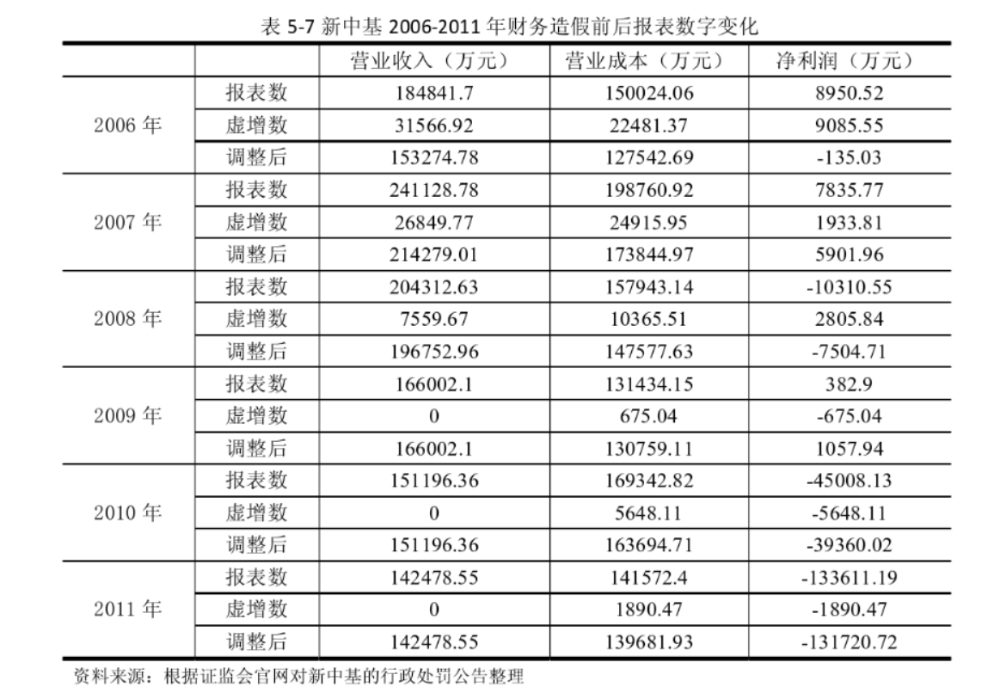 表 5-7 新中基 2006-2011 年财务造假前后报表数字变化
营业收入（万元） 营业成本（万元） 净利润（万元）
报表数 184841.7 150024.06 8950.52
2006 年 虚增数 31566.92 22481.37 9085.55
调整后 153274.78 127542.69 -135.03
报表数 241128.78 198760.92 7835.77
2007 年 虚增数 26849.77 24915.95 1933.81
调整后 214279.01 173844.97 5901.96
报表数 204312.63 157943.14 -10310.55
2008 年 虚增数 7559.67 10365.51 2805.84
调整后 196752.96 147577.63 -7504.71
报表数 166002.1 131434.15 382.9
2009 年 虚增数 0 675.04 -675.04
调整后 166002.1 130759.11 1057.94
报表数 151196.36 169342.82 -45008.13
2010 年 虚增数 0 5648.11 -5648.11
调整后 151196.36 163694.71 -39360.02
报表数 142478.55 141572.4 -133611.19
2011 年 虚增数 0 1890.47 -1890.47
调整后 142478.55 139681.93 -131720.72
资料来源：根据证监会官网对新中基的行政处罚公告整理